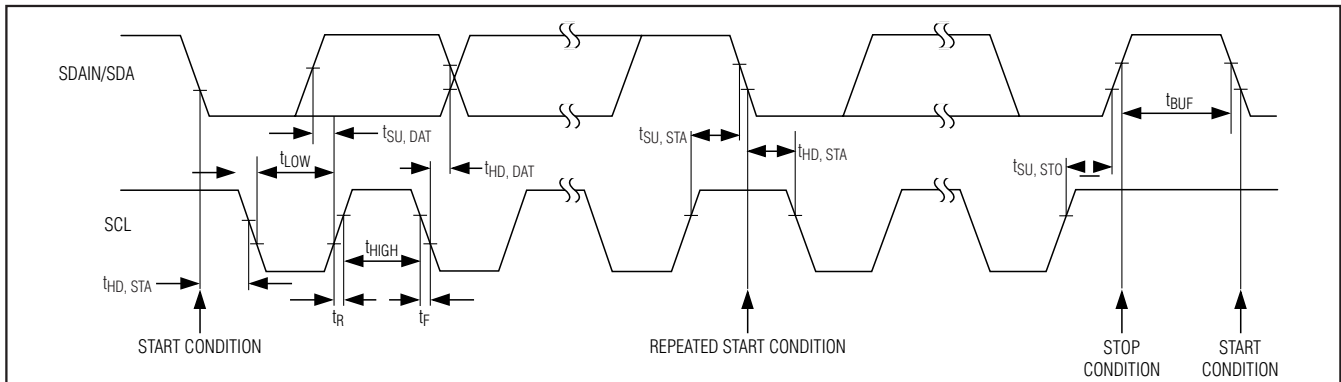 SDAIN/SDA
tSU, DAT
tLOW
tHD, DAT
tSU, STA
tHD, STA
tBUF
tSU, STO
SCL
tHIGH
tHD, STA
tR
tF
START CONDITION
REPEATED START CONDITION
STOP
CONDITION
START
CONDITION